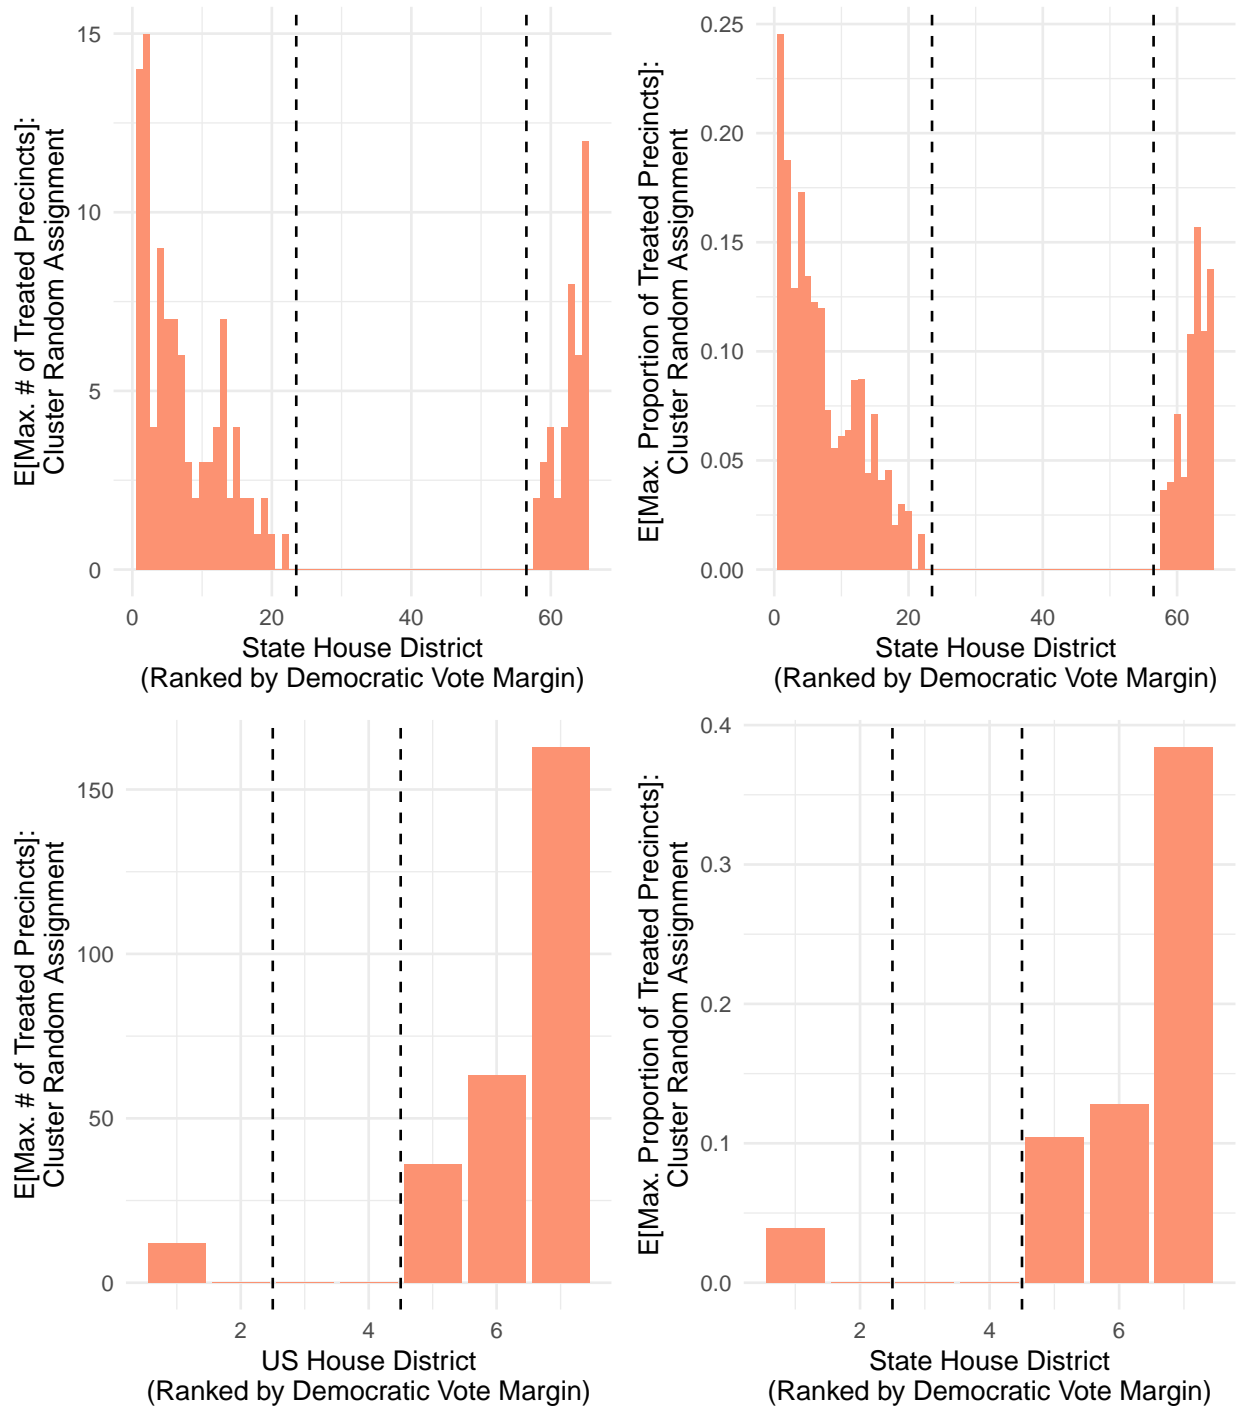 E[Max. # of Treated Precincts]:
Cluster Random Assignment
15
10
5
0
0
20
40
60
State House District
(Ranked by Democratic Vote Margin)
E[Max. Proportion of Treated Precincts]:
Cluster Random Assignment
0.25
0.20
0.15
0.10
0.05
0.00
0
20
40
60
State House District
(Ranked by Democratic Vote Margin)
E[Max. # of Treated Precincts]:
Cluster Random Assignment
150
100
50
0
2
4
6
US House District
(Ranked by Democratic Vote Margin)
E[Max. Proportion of Treated Precincts]:
Cluster Random Assignment
0.4
0.3
0.2
0.1
0.0
2
4
6
State House District
(Ranked by Democratic Vote Margin)